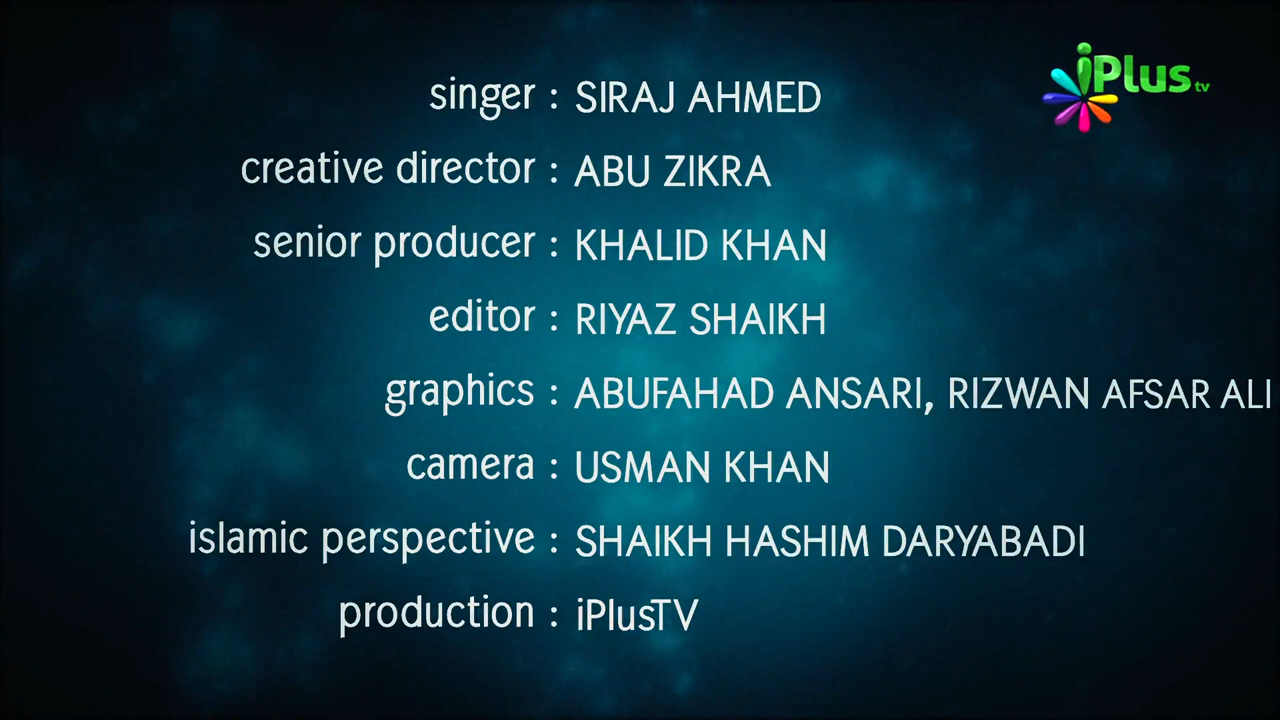 iPlus tv
singer : SIRAJ AHMED
creative director : ABU ZIKRA
senior producer : KHALID KHAN
editor : RIYAZ SHAIKH
graphics : ABUFAHAD ANSARI, RIZWAN AFSAR ALI
camera : USMAN KHAN
islamic perspective : SHAIKH HASHIM DARYABADI
production : iPlusTV